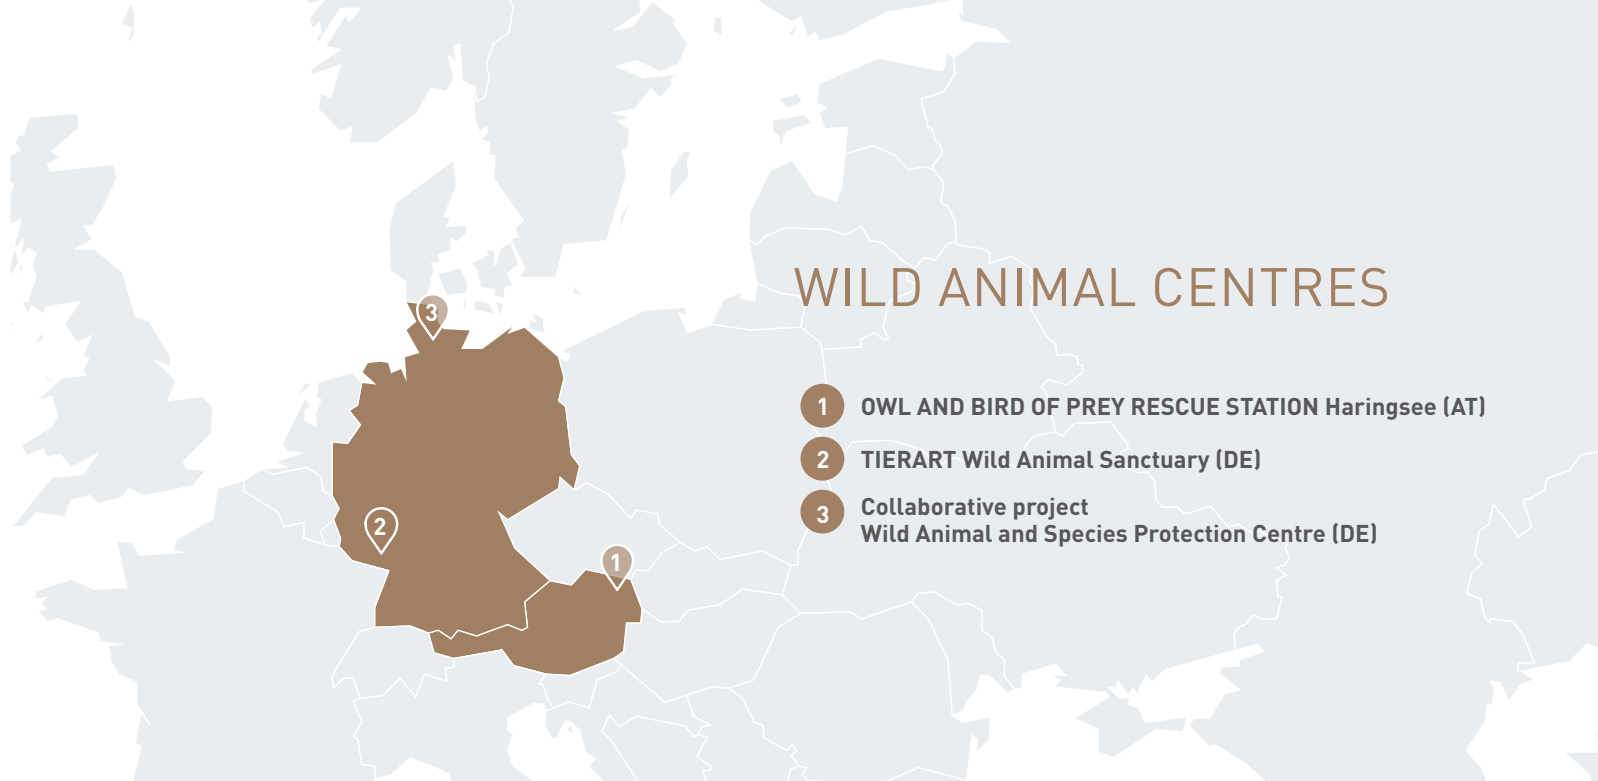 WILD ANIMAL CENTRES
1 OWL AND BIRD OF PREY RESCUE STATION Haringsee (AT)
2 TIERART Wild Animal Sanctuary (DE)
3 Collaborative project
Wild Animal and Species Protection Centre (DE)
3
2
1